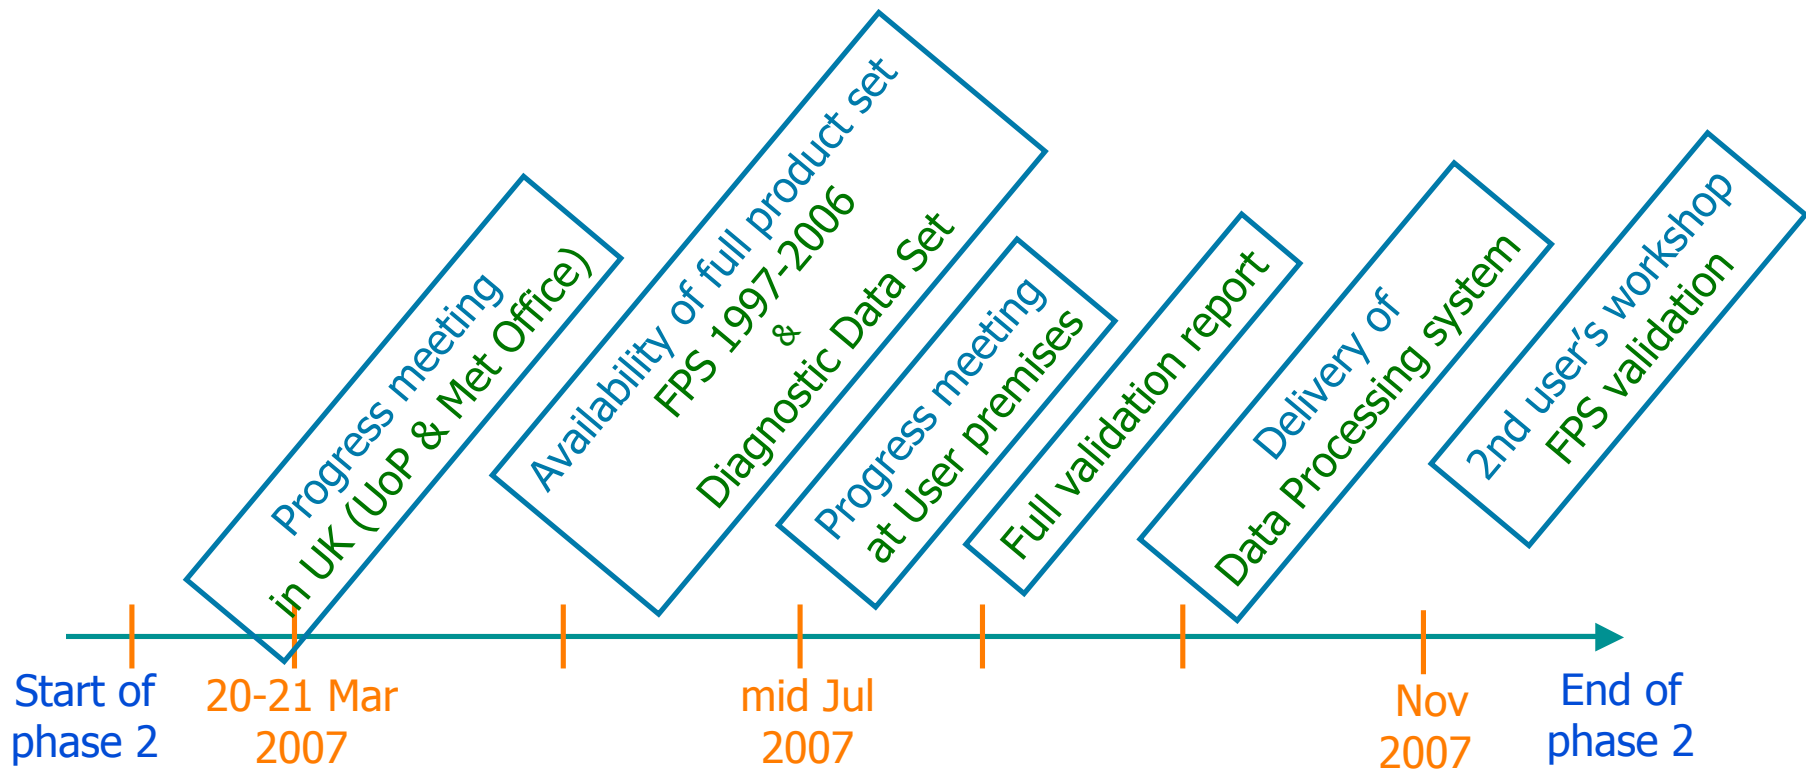 Progress meeting
in UK (UoP & Met Office)
Availability of full product set
FPS 1997-2006
&
Diagnostic Data Set
Progress meeting
at User premises
Full validation report
Delivery of
Data Processing system
2nd user’s workshop
FPS validation
Start of
phase 2
20-21 Mar
2007
mid Jul
2007
Nov
2007
End of
phase 2